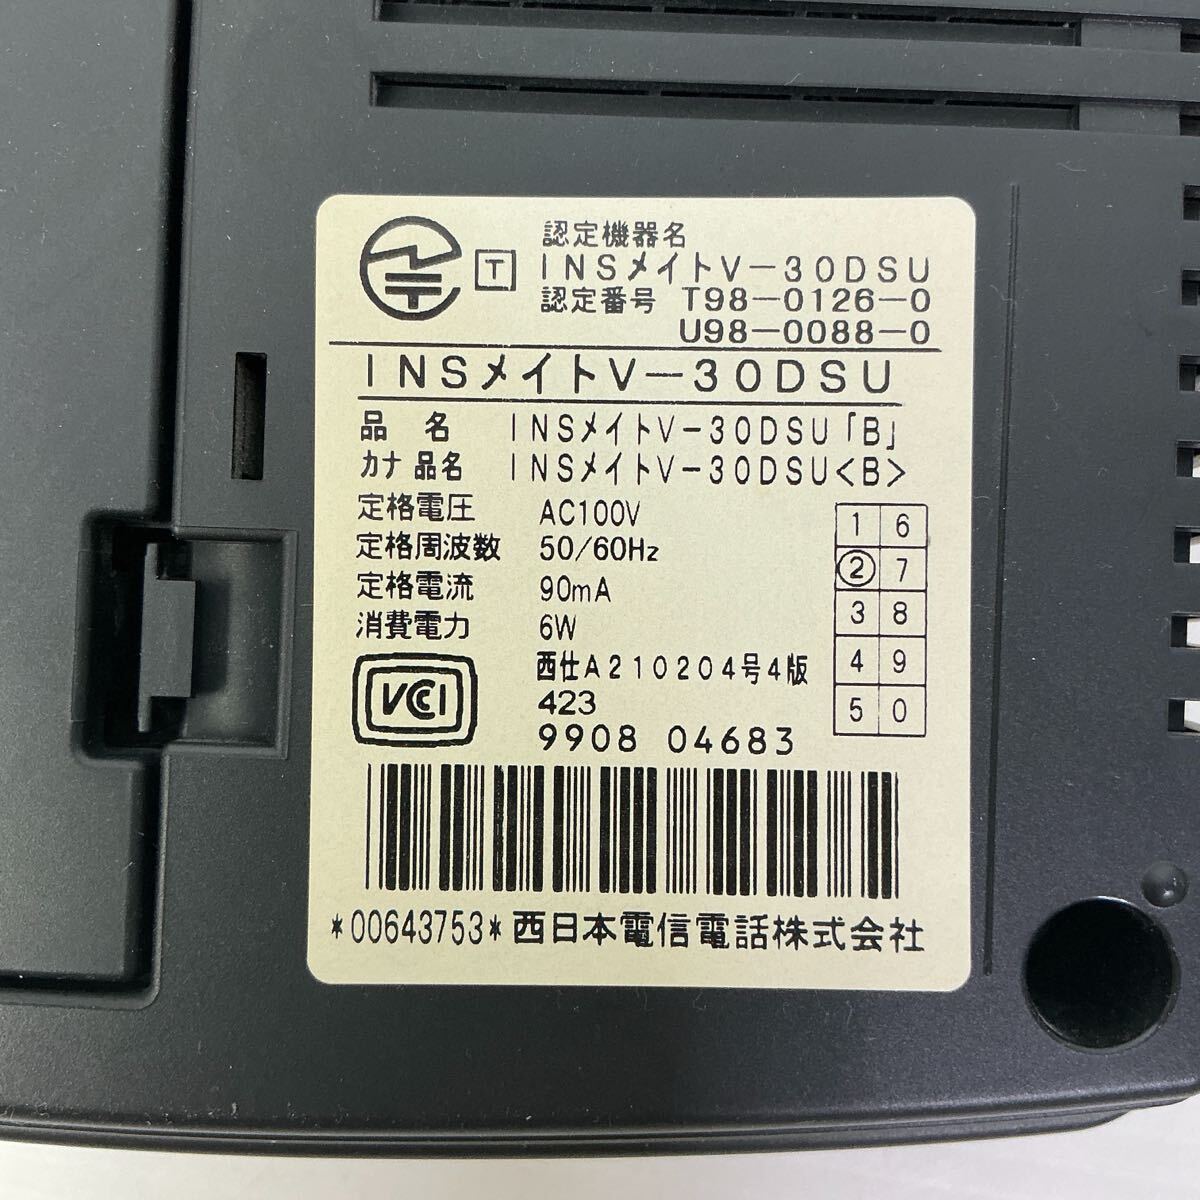 T
認定機器名
INSメイトV-30DSU
認定番号 T98-0126-0
U98-0088-0
INSメイトV-30DSU
品 名 INSメイトV-30DSU「B」
カナ品名 INSメイトV-30DSU<B>
定格電圧 AC100V
定格周波数 50/60Hz
定格電流 90mA
消費電力 6W
1 6
② 7
3 8
4 9
5 0
西仕A210204号4版
423
9908 04683
VCCI
*00643753* 西日本電信電話株式会社